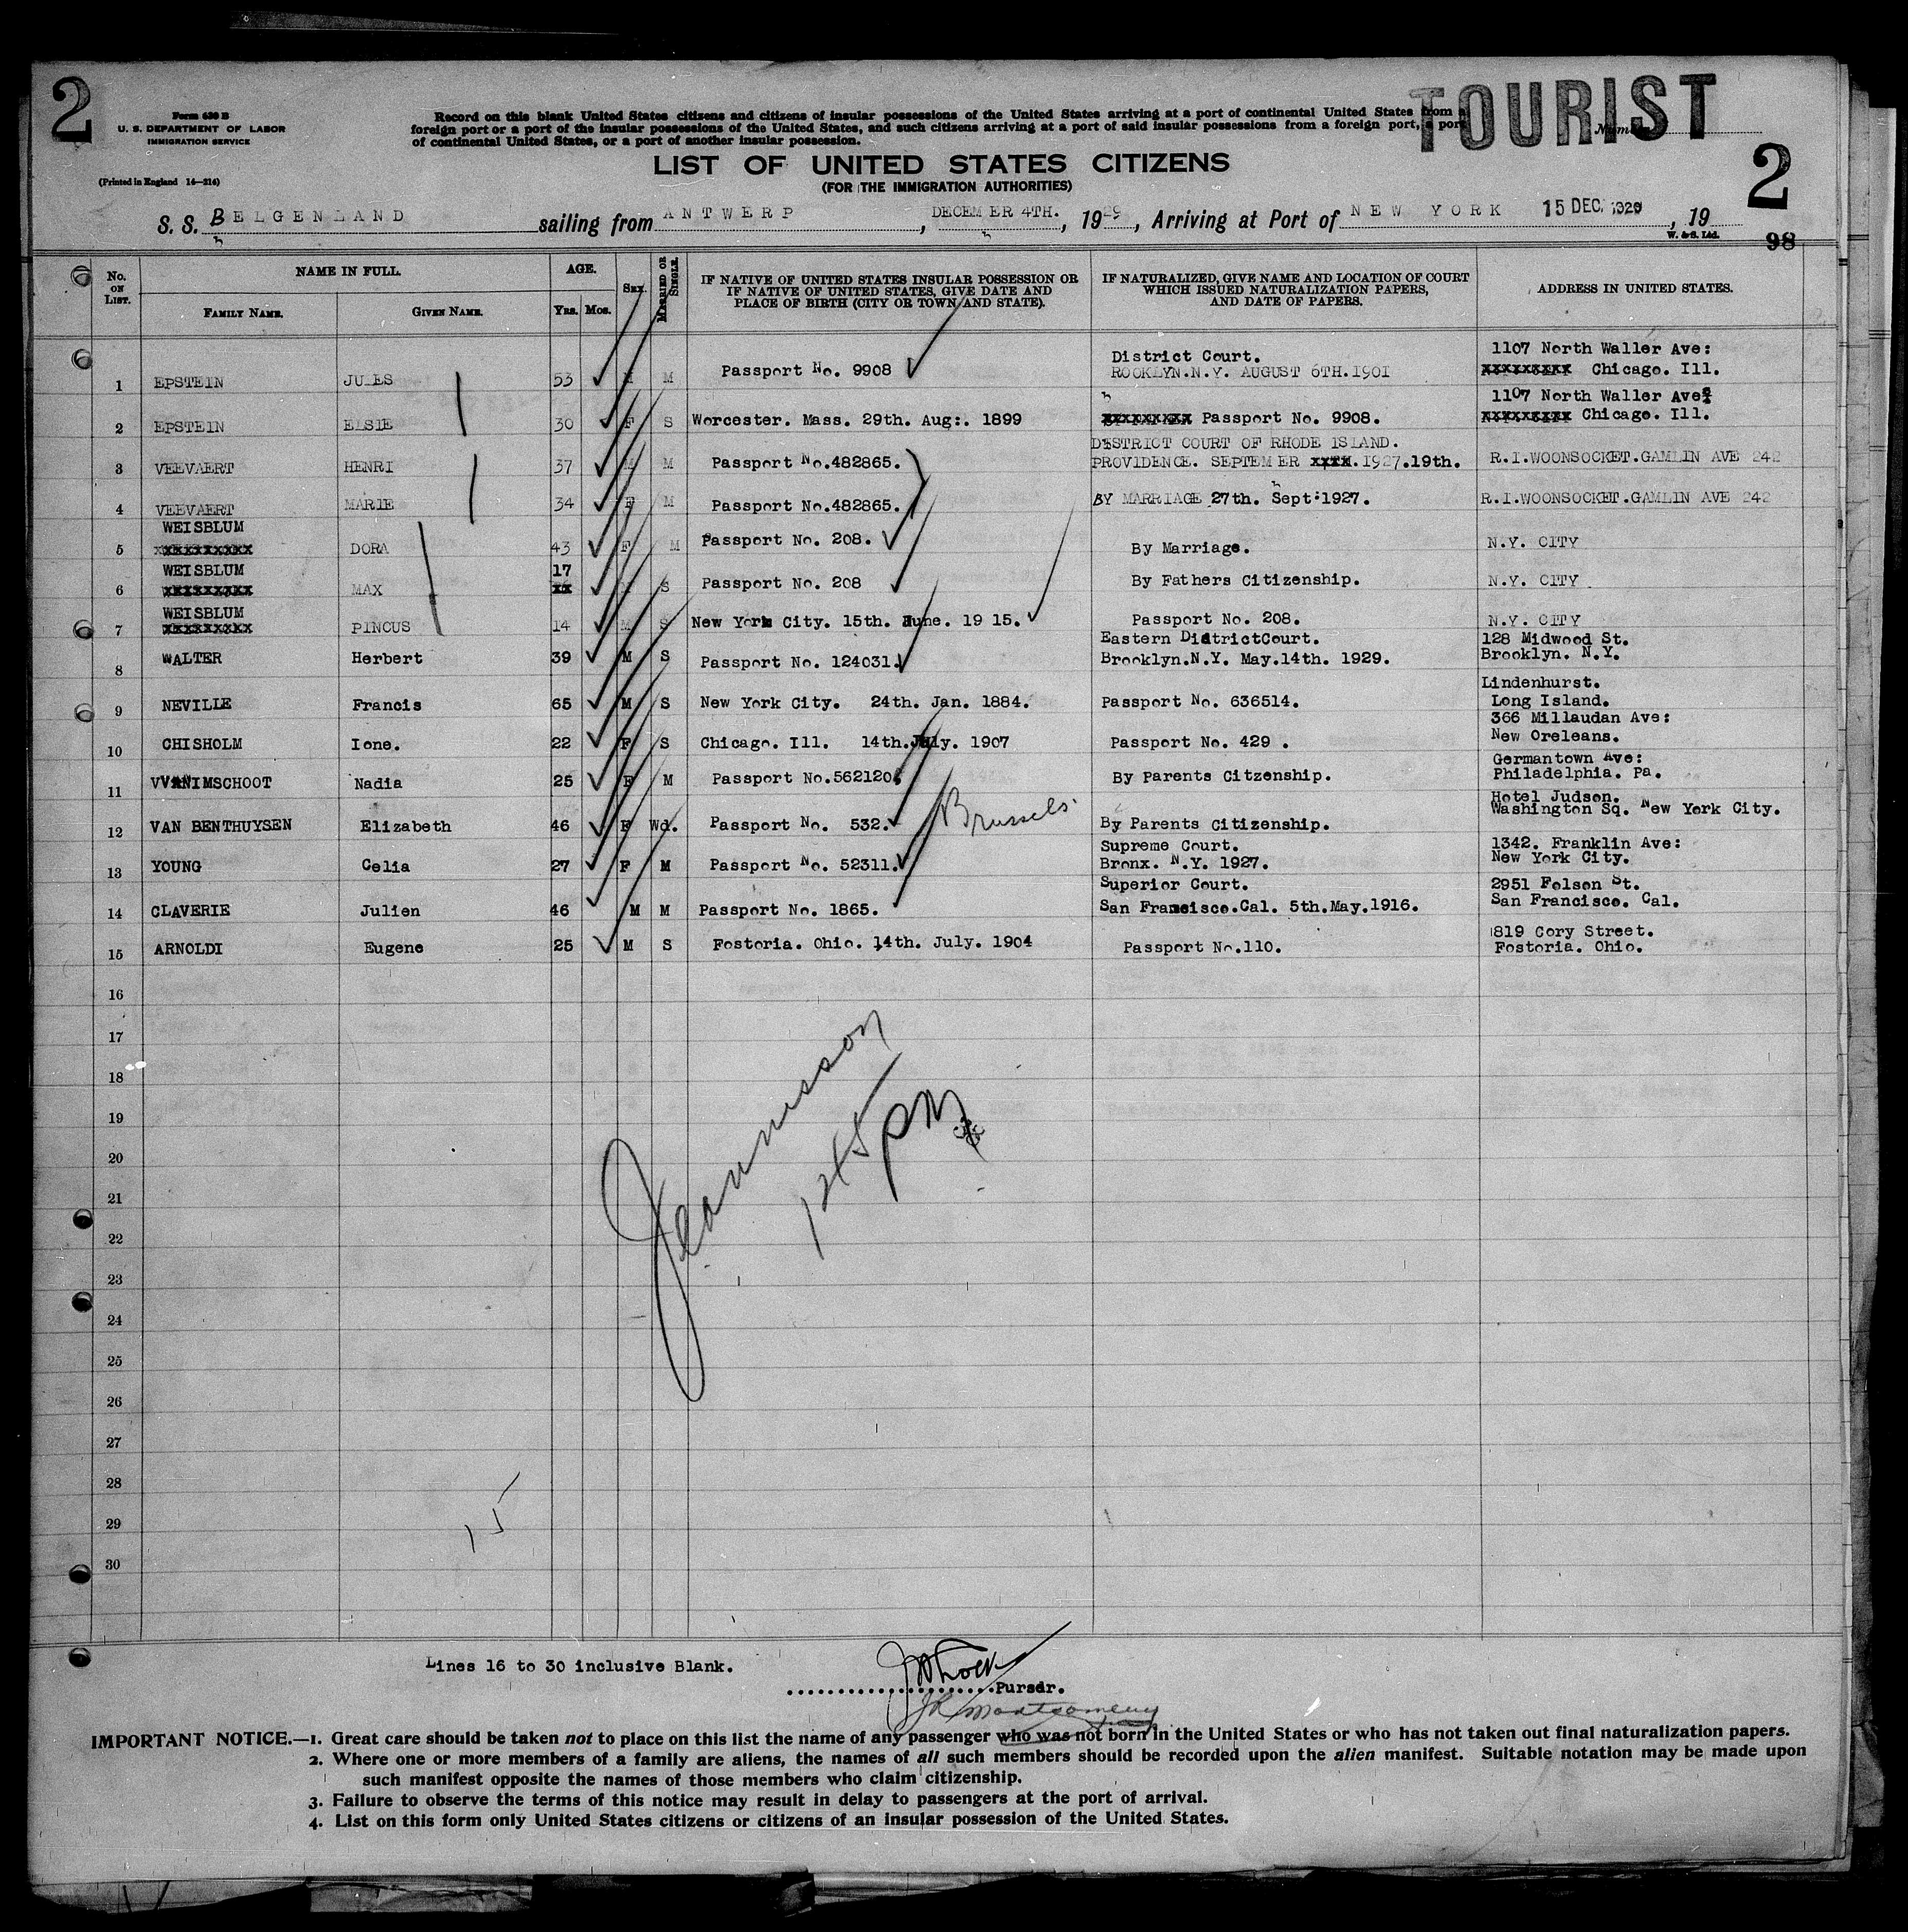 2
Form 630 B
U. S. DEPARTMENT OF LABOR
IMMIGRATION SERVICE
(Printed in England 14—214)
Record on this blank United States citizens and citizens of insular possessions of the United States arriving at a port of continental United States from a
foreign port or a port of the insular possessions of the United States, and such citizens arriving at a port of said insular possessions from a foreign port, a port
of continental United States, or a port of another insular possession.
TOURIST
LIST OF UNITED STATES CITIZENS
(FOR THE IMMIGRATION AUTHORITIES)
2
S. S. BELGENLAND sailing from ANTWERP, DECEM ER 4TH., 1929, Arriving at Port of NEW YORK 15 DEC. 1929, 19
W. & S. Ltd.
98
No. ON LIST. NAME IN FULL. AGE. SEX. MARRIED OR SINGLE. IF NATIVE OF UNITED STATES INSULAR POSSESSION OR IF NATIVE OF UNITED STATES, GIVE DATE AND PLACE OF BIRTH (CITY OR TOWN AND STATE). IF NATURALIZED, GIVE NAME AND LOCATION OF COURT WHICH ISSUED NATURALIZATION PAPERS, AND DATE OF PAPERS. ADDRESS IN UNITED STATES.
FAMILY NAME. GIVEN NAME. YRS. MOS.
District Court. 1107 North Waller Ave:
1 EPSTEIN JULES 53 M M Passport No. 9908 ROOKLYN.N.Y. AUGUST 6TH.1901 xxxxxxxxx Chicago. Ill.
1107 North Waller Ave:
2 EPSTEIN ELSIE 30 F S Worcester. Mass. 29th. Aug:. 1899 xxxxxxxxx Passport No. 9908. xxxxxxxxx Chicago. Ill.
DISTRICT COURT OF RHODE ISLAND.
3 VEEVAERT HENRI 37 M M Passport No.482865. PROVIDENCE. SEPTEM ER xxxx.1927.19th. R.I.WOONSOCKET.GAMLIN AVE 242
4 VEEVAERT MARIE 34 F M Passport No.482865. BY MARRIAGE 27th. Sept:1927. R.I.WOONSOCKET.GAMLIN AVE 242
WEISBLUM
5 xxxxxxxxxx DORA 43 F M Passport No. 208. By Marriage. N.Y. CITY
WEISBLUM 17
6 xxxxxxxxxx MAX xx M S Passport No. 208 By Fathers Citizenship. N.Y. CITY
WEISBLUM
7 xxxxxxxxx PINCUS 14 M S New York City. 15th. June. 19 15. Passport No. 208. N.Y. CITY
Eastern DistrictCourt. 128 Midwood St.
8 WALTER Herbert 39 M S Passport No. 124031. Brooklyn.N.Y. May.14th. 1929. Brooklyn. N.Y.
Lindenhurst.
9 NEVILLE Francis 65 M S New York City. 24th. Jan. 1884. Passport No. 636514. Long Island.
366 Millaudan Ave:
10 CHISHOLM Ione. 22 F S Chicago. Ill. 14th.July. 1907 Passport No. 429 . New Oreleans.
Germantown Ave:
11 VVANIMSCHOOT Nadia 25 F M Passport No.562120. By Parents Citzenship. Philadelphia. Pa.
Hotel Judson.
Brussels
12 VAN BENTHUYSEN Elizabeth 46 F Wd. Passport No. 532. By Parents Citizenship. Washington Sq. New York City.
Supreme Court. 1342. Franklin Ave:
13 YOUNG Celia 27 F M Passport No. 52311. Bronx. N.Y. 1927. New York City.
Superior Court. 2951 Folson St.
14 CLAVERIE Julien 46 M M Passport No. 1865. San Francisco.Cal. 5th.May.1916. San Francisco. Cal.
819 Cory Street.
15 ARNOLDI Eugene 25 M S Fostoria. Ohio. 14th. July. 1904 Passport No.110. Fostoria. Ohio.
16
17
18
19
20
21
22
23
24
25
26
27
28
29
30
Jeannisson
1245 PM
15
Lines 16 to 30 inclusive Blank.
Purser.
JR Montgomery
IMPORTANT NOTICE.—1. Great care should be taken not to place on this list the name of any passenger who was not born in the United States or who has not taken out final naturalization papers.
2. Where one or more members of a family are aliens, the names of all such members should be recorded upon the alien manifest. Suitable notation may be made upon
such manifest opposite the names of those members who claim citizenship.
3. Failure to observe the terms of this notice may result in delay to passengers at the port of arrival.
4. List on this form only United States citizens or citizens of an insular possession of the United States.